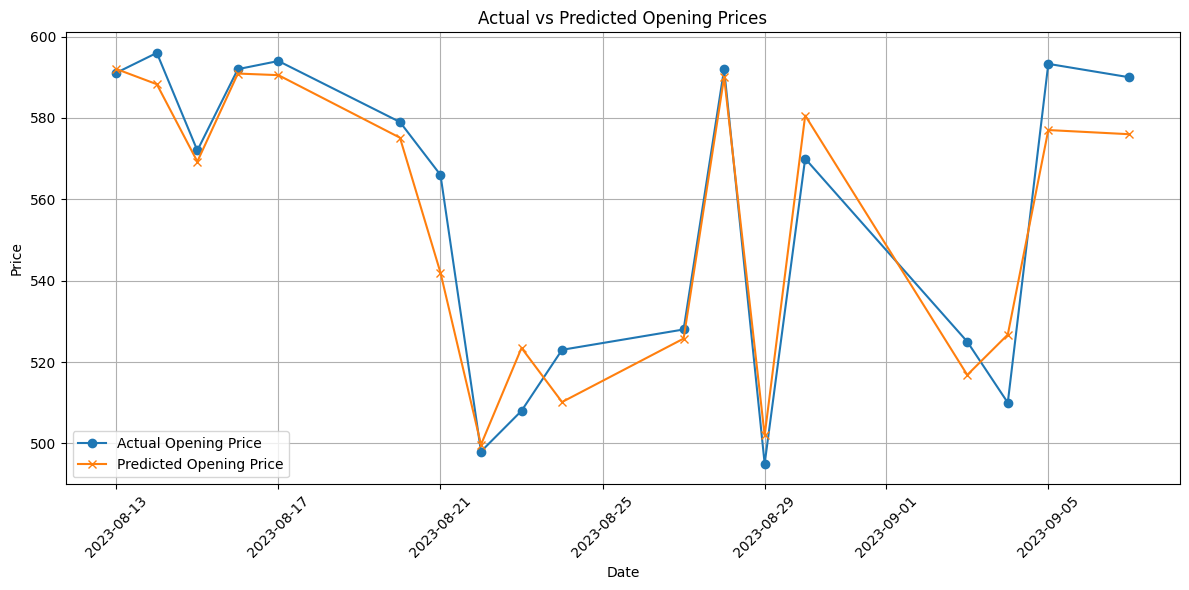 Actual vs Predicted Opening Prices
600
580
560
540
520
500
Price
Actual Opening Price
Predicted Opening Price
2023-08-13
2023-08-17
2023-08-21
2023-08-25
2023-08-29
2023-09-01
2023-09-05
Date